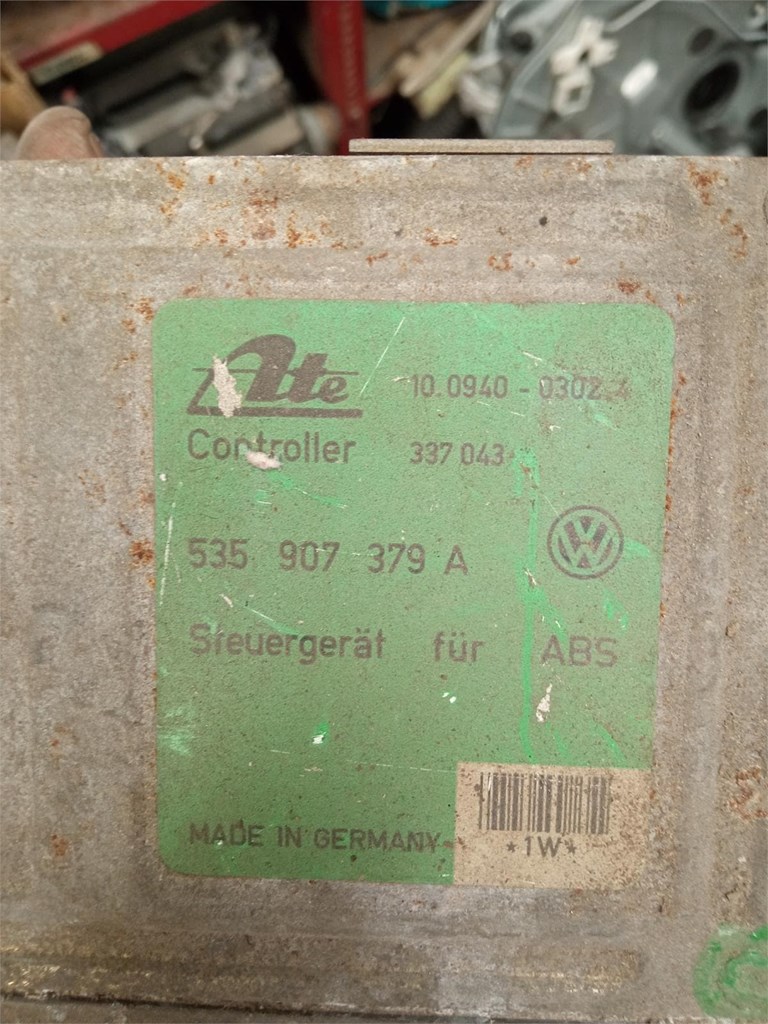 Ate 10.0940-0302.4
Controller 337 043
535 907 379 A
Steuergerät für ABS
MADE IN GERMANY
*1W*